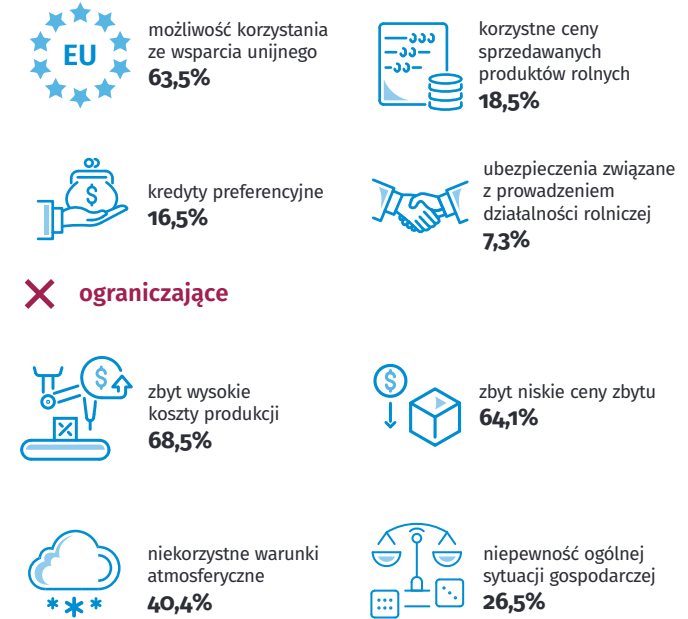 EU
możliwość korzystania
ze wsparcia unijnego
63,5%
korzystne ceny
sprzedawanych
produktów rolnych
18,5%
$
kredyty preferencyjne
16,5%
ubezpieczenia związane
z prowadzeniem
działalności rolniczej
7,3%
ograniczające
$
zbyt wysokie
koszty produkcji
68,5%
$
zbyt niskie ceny zbytu
64,1%
niekorzystne warunki
atmosferyczne
40,4%
niepewność ogólnej
sytuacji gospodarczej
26,5%